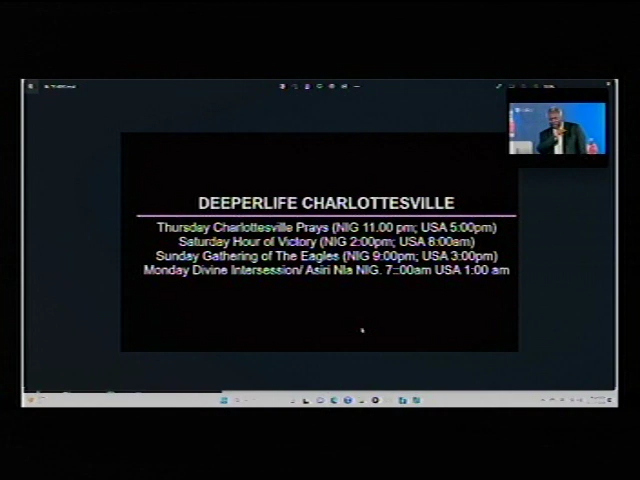 DEEPERLIFE CHARLOTTESVILLE
Thursday Charlottesville Prays (NIG 11.00 pm; USA 5:00pm)
Saturday Hour of Victory (NIG 2:00pm; USA 8:00am)
Sunday Gathering of The Eagles (NIG 9:00pm; USA 3:00pm)
Monday Divine Intersession/ Asiri Nla NIG. 7::00am USA 1:00 am